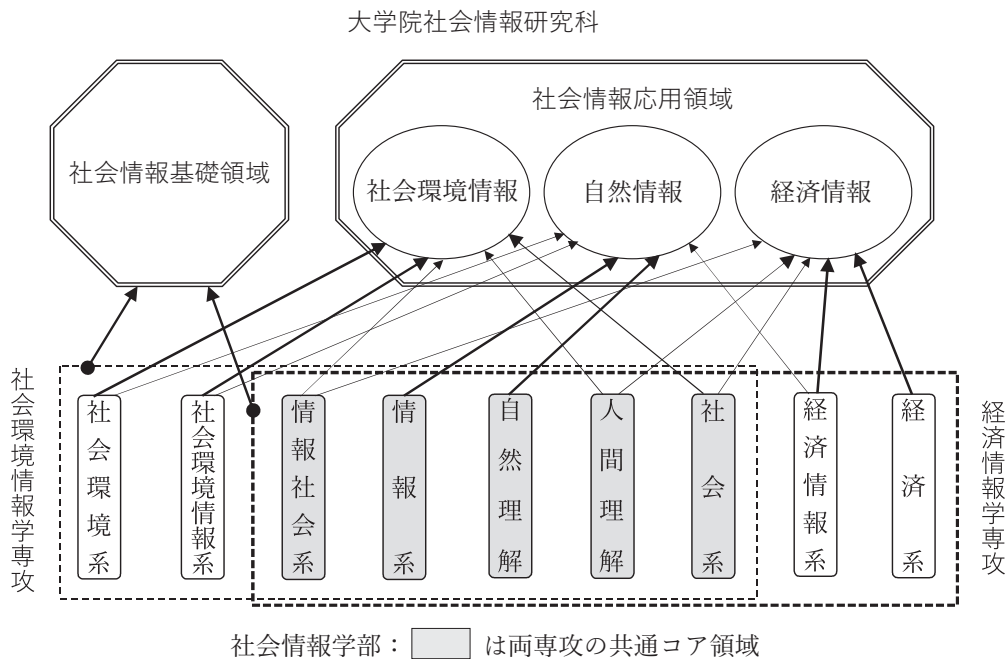 大学院社会情報研究科
社会情報基礎領域
社会情報応用領域
社会環境情報
自然情報
経済情報
社会環境情報学専攻
社会環境系
社会環境情報系
情報社会系
情報系
自然理解
人間理解
社会系
経済情報系
経済系
経済情報学専攻
社会情報学部：は両専攻の共通コア領域